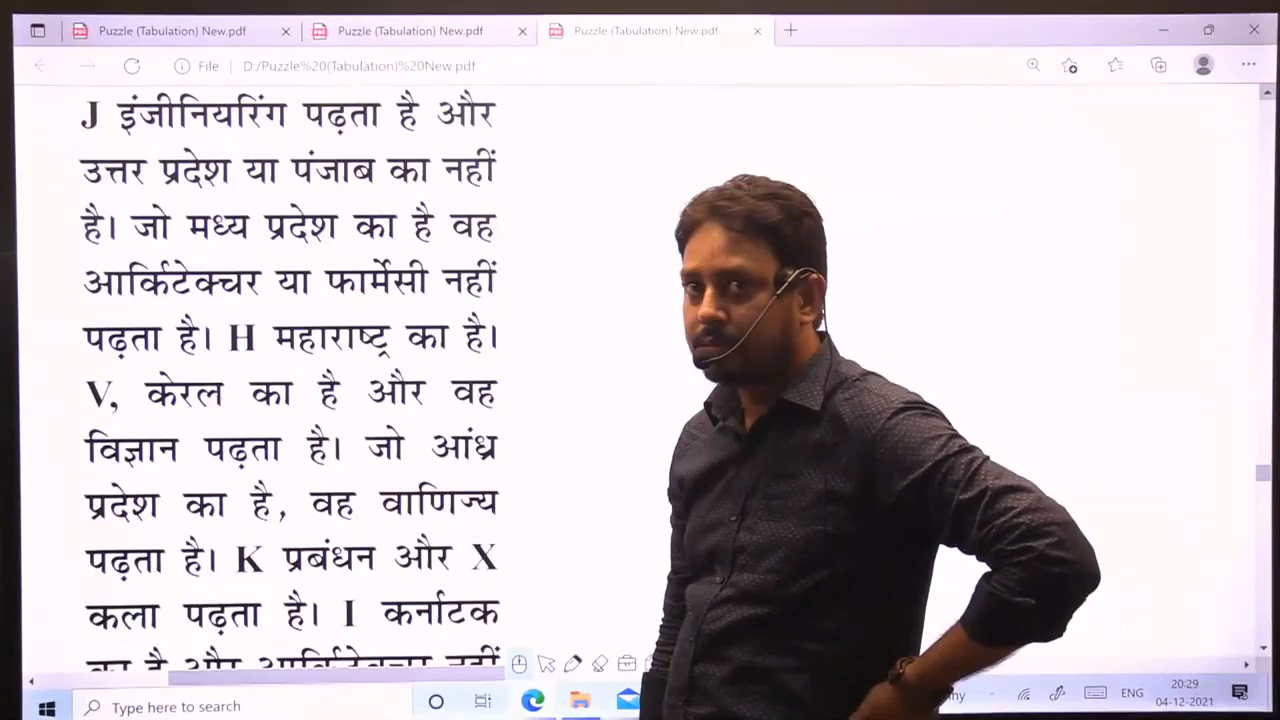 Puzzle (Tabulation) New.pdf
Puzzle (Tabulation) New.pdf
Puzzle (Tabulation) New.pdf
File D:/Puzzle%20(Tabulation)%20New.pdf
J इंजीनियरिंग पढ़ता है और
उत्तर प्रदेश या पंजाब का नहीं
है। जो मध्य प्रदेश का है वह
आर्किटेक्चर या फार्मेसी नहीं
पढ़ता है। H महाराष्ट्र का है।
V, केरल का है और वह
विज्ञान पढ़ता है। जो आंध्र
प्रदेश का है, वह वाणिज्य
पढ़ता है। K प्रबंधन और X
कला पढ़ता है। I कर्नाटक
का है और
Type here to search
ENG
20:29
04-12-2021